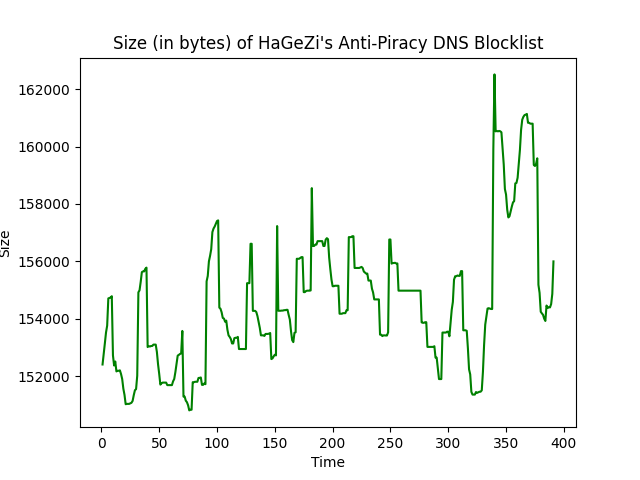 Size (in bytes) of HaGeZi's Anti-Piracy DNS Blocklist
162000
160000
158000
156000
154000
152000
Size
0 50 100 150 200 250 300 350 400
Time